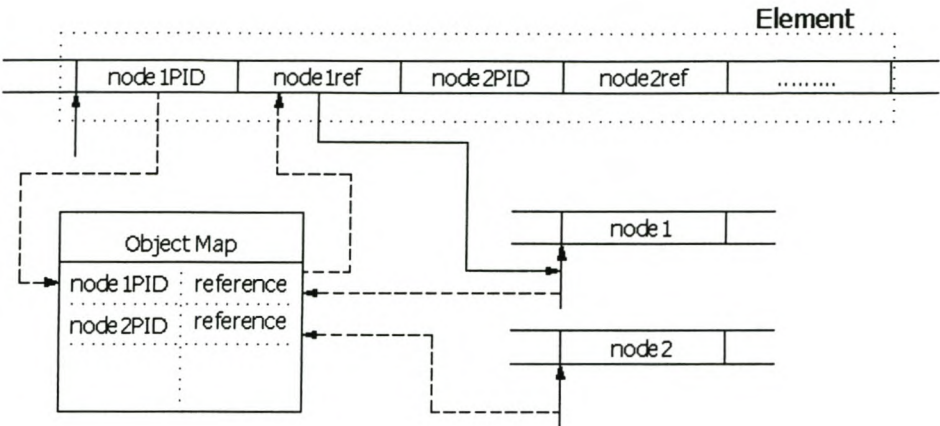 Element
node1PID node1ref node2PID node2ref .........
node1
Object Map
node1PID reference
node2PID reference
node2